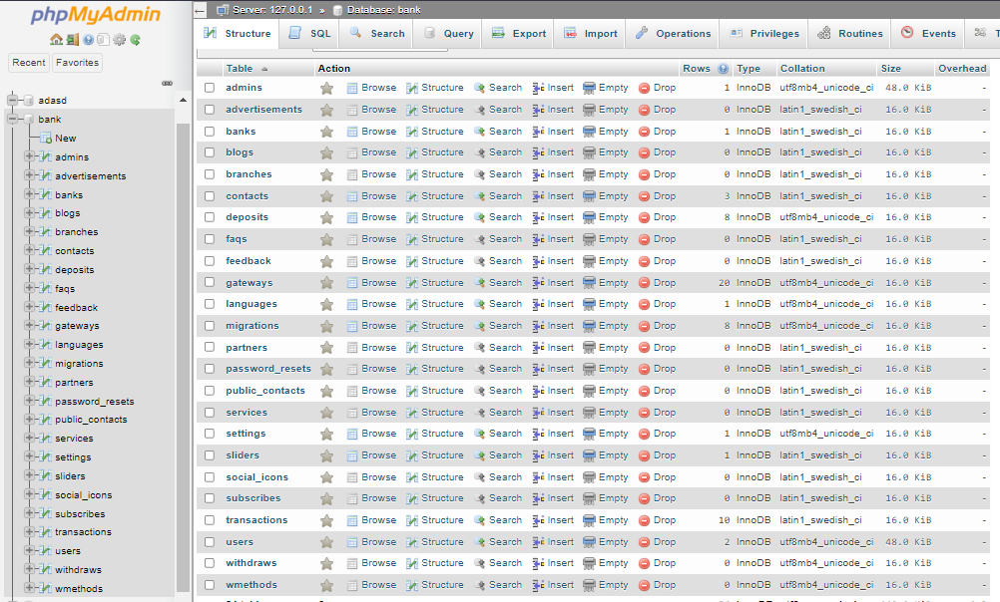 phpMyAdmin
Recent Favorites
adasd
bank
New
admins
advertisements
banks
blogs
branches
contacts
deposits
faqs
feedback
gateways
languages
migrations
partners
password_resets
public_contacts
services
settings
sliders
social_icons
subscribes
transactions
users
withdraws
wmethods
Server: 127.0.0.1 » Database: bank
Structure SQL Search Query Export Import Operations Privileges Routines Events T
Table Action Rows Type Collation Size Overhead
admins Browse Structure Search Insert Empty Drop 1 InnoDB utf8mb4_unicode_ci 48.0 KiB -
advertisements Browse Structure Search Insert Empty Drop 0 InnoDB latin1_swedish_ci 16.0 KiB -
banks Browse Structure Search Insert Empty Drop 1 InnoDB utf8mb4_unicode_ci 16.0 KiB -
blogs Browse Structure Search Insert Empty Drop 0 InnoDB latin1_swedish_ci 16.0 KiB -
branches Browse Structure Search Insert Empty Drop 0 InnoDB latin1_swedish_ci 16.0 KiB -
contacts Browse Structure Search Insert Empty Drop 3 InnoDB latin1_swedish_ci 16.0 KiB -
deposits Browse Structure Search Insert Empty Drop 8 InnoDB utf8mb4_unicode_ci 16.0 KiB -
faqs Browse Structure Search Insert Empty Drop 0 InnoDB latin1_swedish_ci 16.0 KiB -
feedback Browse Structure Search Insert Empty Drop 0 InnoDB latin1_swedish_ci 16.0 KiB -
gateways Browse Structure Search Insert Empty Drop 20 InnoDB utf8mb4_unicode_ci 16.0 KiB -
languages Browse Structure Search Insert Empty Drop 1 InnoDB utf8mb4_unicode_ci 16.0 KiB -
migrations Browse Structure Search Insert Empty Drop 8 InnoDB utf8mb4_unicode_ci 16.0 KiB -
partners Browse Structure Search Insert Empty Drop 0 InnoDB latin1_swedish_ci 16.0 KiB -
password_resets Browse Structure Search Insert Empty Drop 0 InnoDB latin1_swedish_ci 16.0 KiB -
public_contacts Browse Structure Search Insert Empty Drop 0 InnoDB latin1_swedish_ci 16.0 KiB -
services Browse Structure Search Insert Empty Drop 0 InnoDB latin1_swedish_ci 16.0 KiB -
settings Browse Structure Search Insert Empty Drop 1 InnoDB utf8mb4_unicode_ci 16.0 KiB -
sliders Browse Structure Search Insert Empty Drop 1 InnoDB utf8mb4_unicode_ci 16.0 KiB -
social_icons Browse Structure Search Insert Empty Drop 0 InnoDB latin1_swedish_ci 16.0 KiB -
subscribes Browse Structure Search Insert Empty Drop 0 InnoDB latin1_swedish_ci 16.0 KiB -
transactions Browse Structure Search Insert Empty Drop 10 InnoDB latin1_swedish_ci 16.0 KiB -
users Browse Structure Search Insert Empty Drop 2 InnoDB utf8mb4_unicode_ci 48.0 KiB -
withdraws Browse Structure Search Insert Empty Drop 0 InnoDB utf8mb4_unicode_ci 16.0 KiB -
wmethods Browse Structure Search Insert Empty Drop 0 InnoDB utf8mb4_unicode_ci 16.0 KiB -